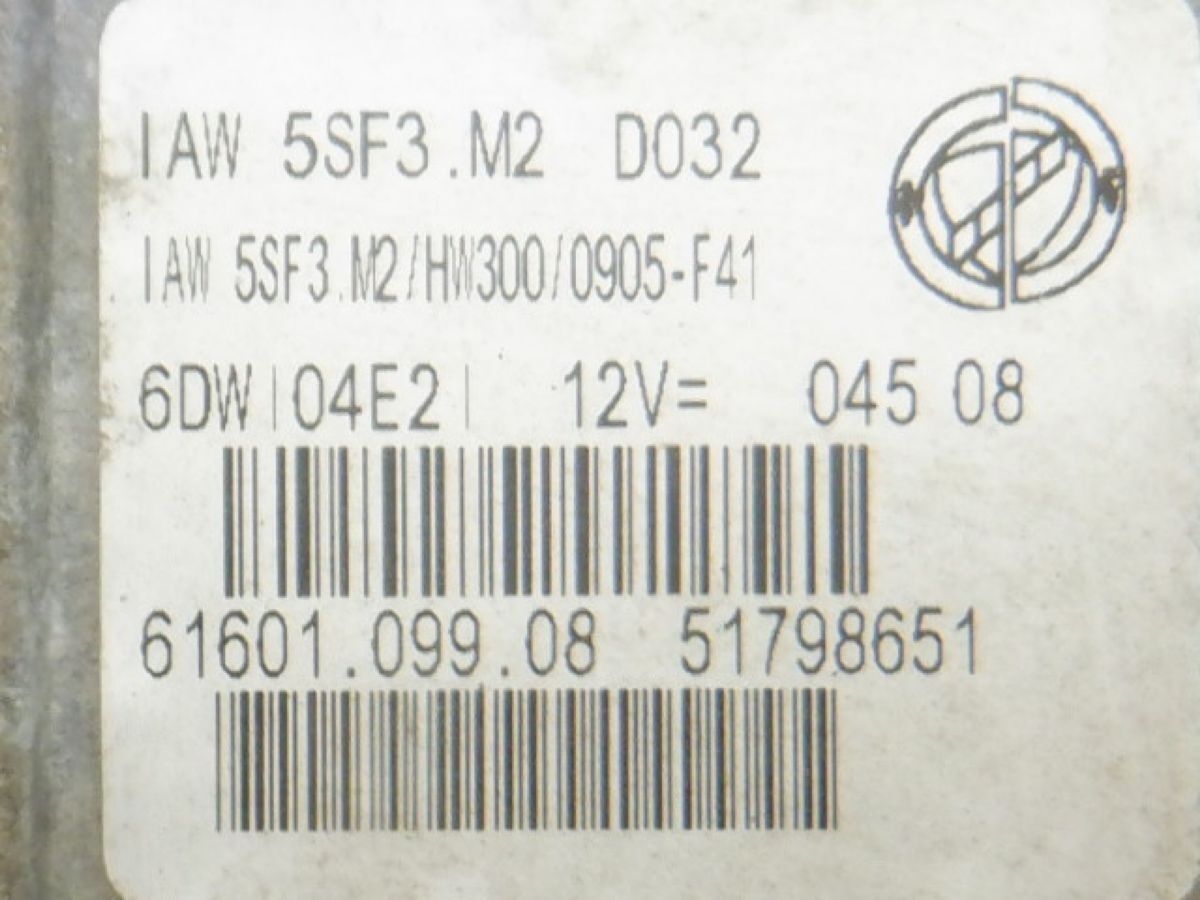 IAW 5SF3.M2 D032
IAW 5SF3.M2/HW300/0905-F41
6DW|04E2| 12V= 045 08
61601.099.08 51798651